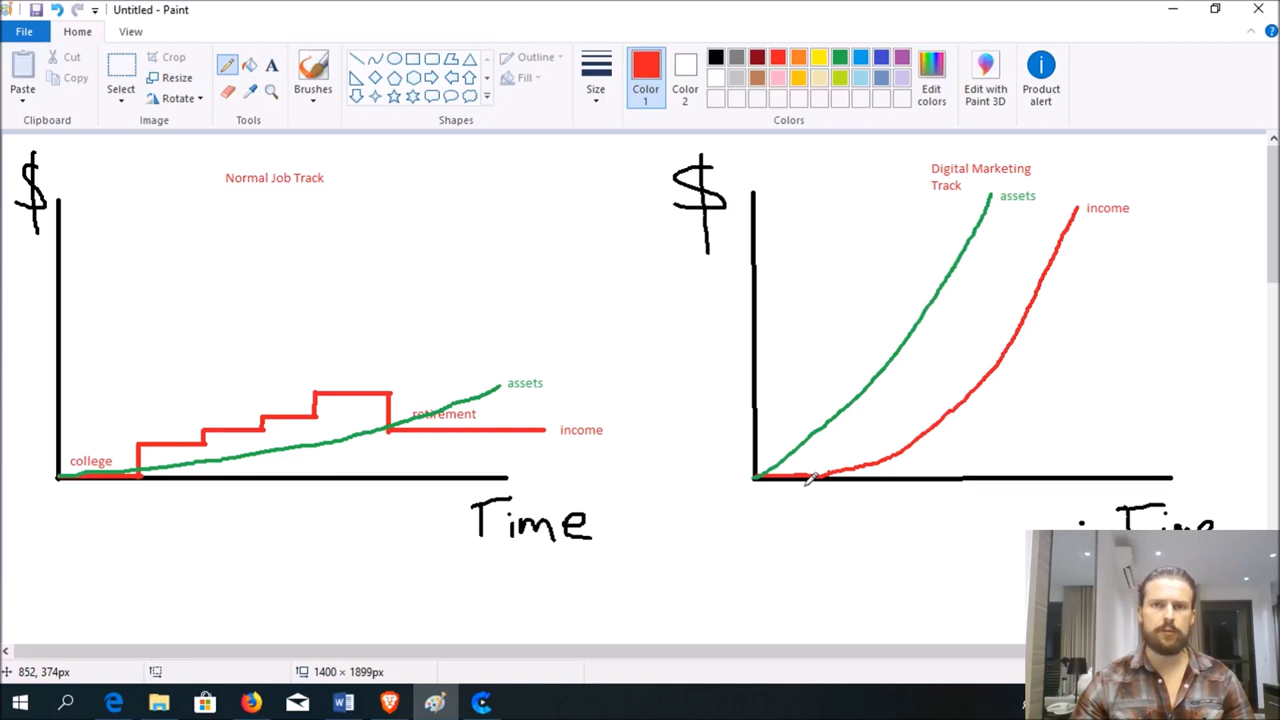 Untitled - Paint
File
Home
View
Paste
Cut
Copy
Clipboard
Select
Crop
Resize
Rotate
Image
A
Tools
Brushes
Outline
Fill
Shapes
Size
Color
1
Color
2
Edit
colors
Colors
Edit with
Paint 3D
Product
alert
$
Normal Job Track
assets
retirement
income
college
Time
$
Digital Marketing
Track
assets
income
Time
852, 374px
1400 × 1899px